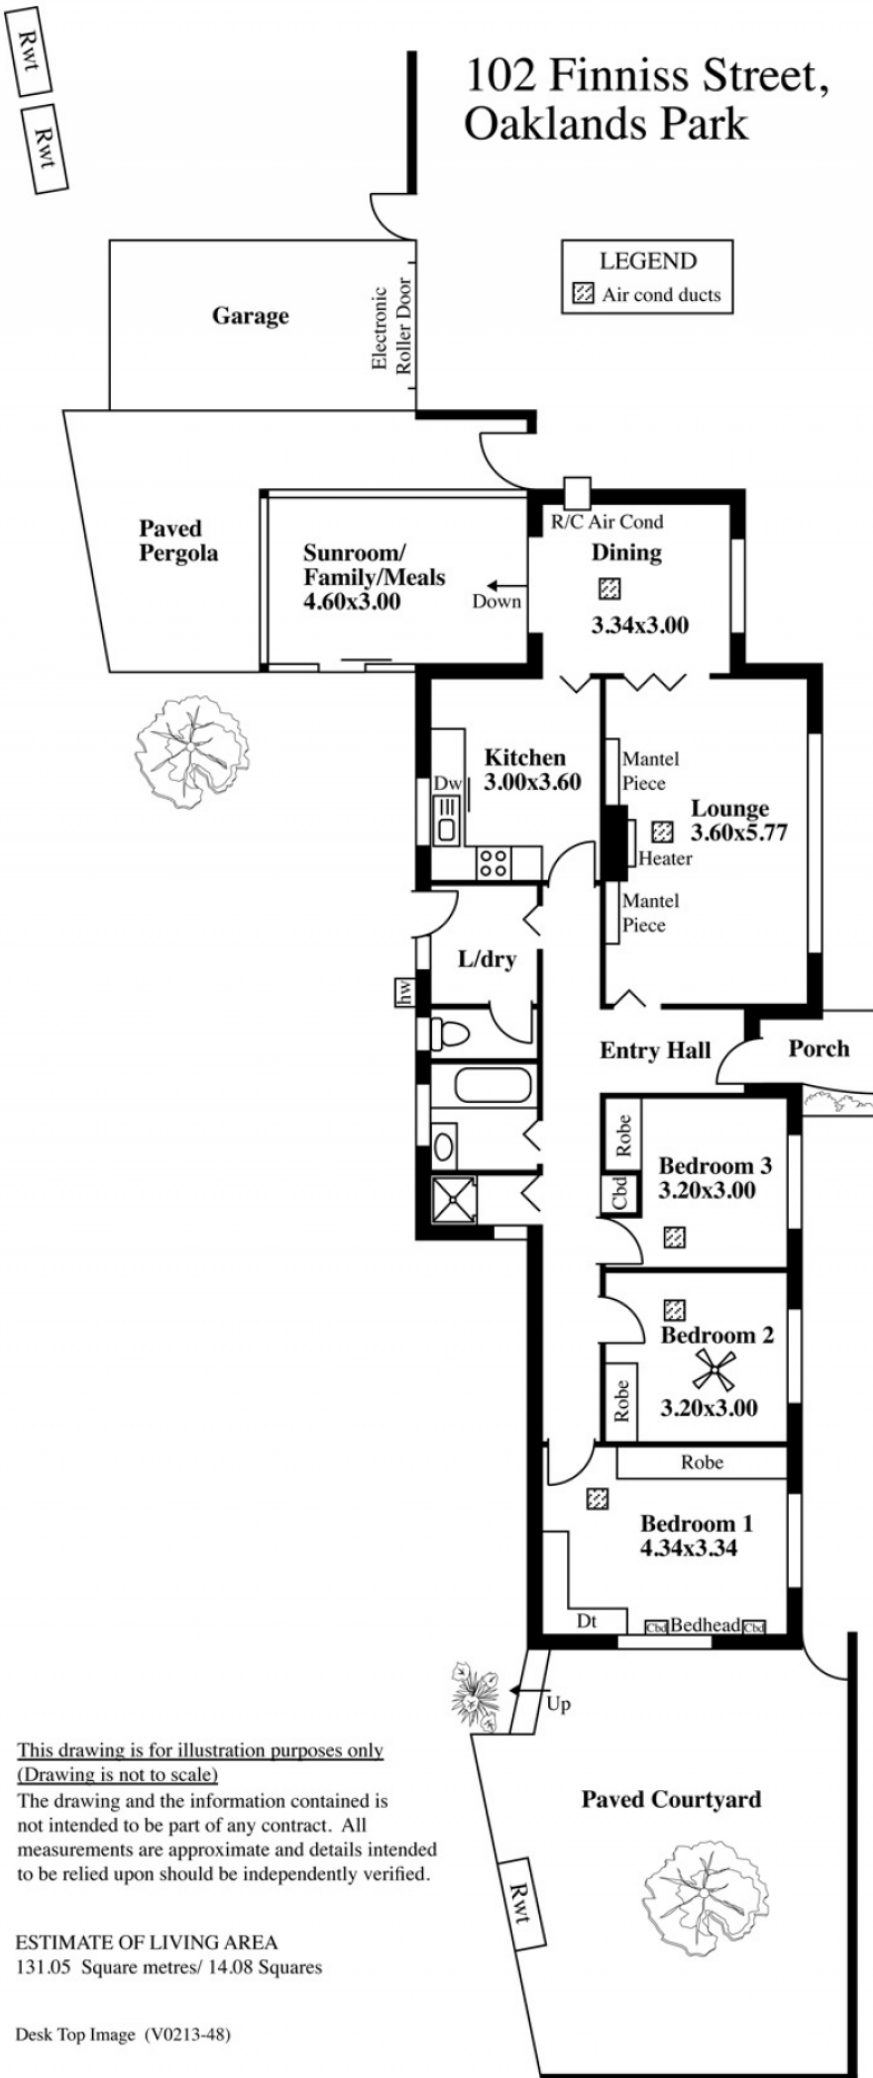 Rwt
Rwt
102 Finniss Street,
Oaklands Park
LEGEND
Air cond ducts
Garage
Electronic
Roller Door
Paved
Pergola
Sunroom/
Family/Meals
4.60x3.00
Down
R/C Air Cond
Dining
3.34x3.00
Kitchen
3.00x3.60
Dw
Mantel
Piece
Lounge
3.60x5.77
Heater
Mantel
Piece
L/dry
hw
Entry Hall
Porch
Robe
Bedroom 3
3.20x3.00
Cbd
Bedroom 2
3.20x3.00
Robe
Robe
Bedroom 1
4.34x3.34
Dt
Cbd
Bedhead
Cbd
Up
This drawing is for illustration purposes only
(Drawing is not to scale)
The drawing and the information contained is
not intended to be part of any contract. All
measurements are approximate and details intended
to be relied upon should be independently verified.
Paved Courtyard
Rwt
ESTIMATE OF LIVING AREA
131.05 Square metres/ 14.08 Squares
Desk Top Image (V0213-48)